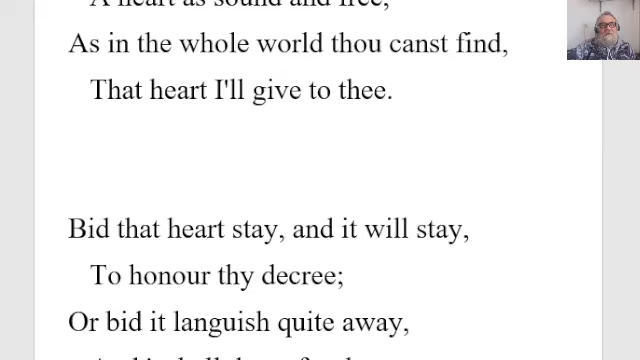 A heart as sound and free,
As in the whole world thou canst find,
That heart I'll give to thee.
Bid that heart stay, and it will stay,
To honour thy decree;
Or bid it languish quite away,